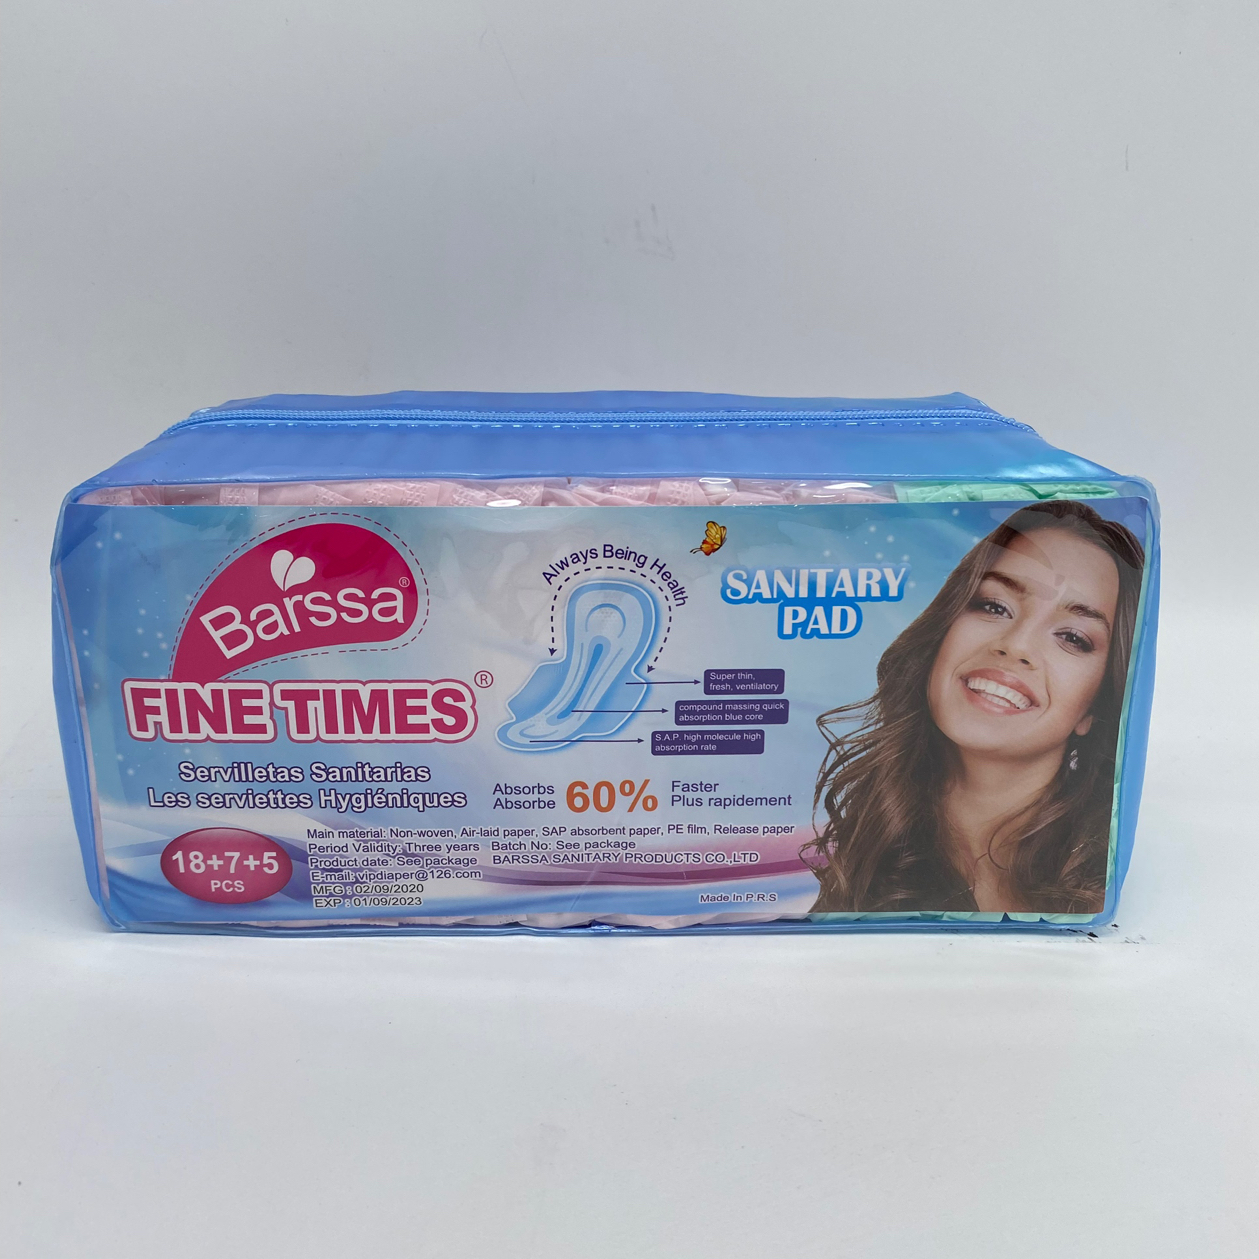 Barssa®
FINE TIMES®
Servilletas Sanitarias
Les serviettes Hygiéniques
18+7+5
PCS
Always Being Health
SANITARY
PAD
Super thin,
fresh, ventilatory
compound massing quick
absorption blue core
S.A.P. high molecule high
absorption rate
Absorbs
Absorbe
60%
Faster
Plus rapidement
Main material: Non-woven, Air-laid paper, SAP absorbent paper, PE film, Release paper
Period Validity: Three years Batch No: See package
Product date: See package BARSSA SANITARY PRODUCTS CO.,LTD
E-mail: vipdiaper@126.com
MFG : 02/09/2020
EXP : 01/09/2023
Made In P.R.S